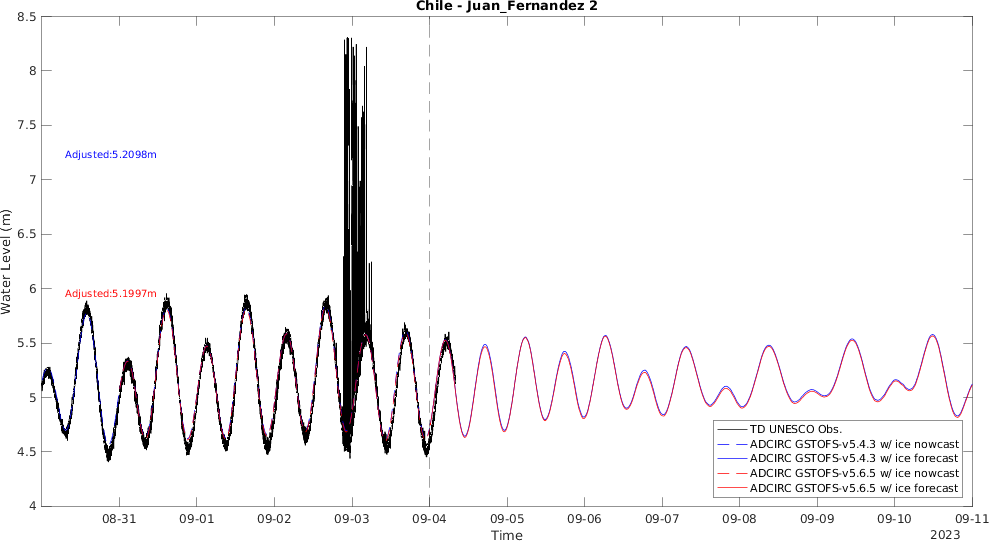 Chile - Juan_Fernandez 2
8.5
8
7.5
7
6.5
6
5.5
5
4.5
4
Water Level (m)
Adjusted:5.2098m
Adjusted:5.1997m
TD UNESCO Obs.
ADCIRC GSTOFS-v5.4.3 w/ ice nowcast
ADCIRC GSTOFS-v5.4.3 w/ ice forecast
ADCIRC GSTOFS-v5.6.5 w/ ice nowcast
ADCIRC GSTOFS-v5.6.5 w/ ice forecast
08-31 09-01 09-02 09-03 09-04 09-05 09-06 09-07 09-08 09-09 09-10 09-11
Time
2023